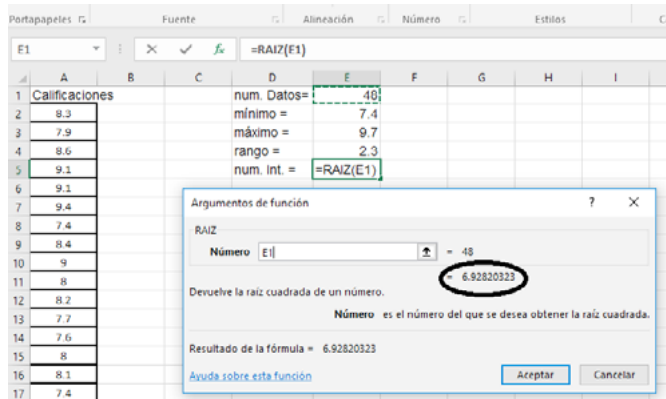 Portapapeles Fuente Alineación Número Estilos
E1 fx =RAIZ(E1)
A B C D E F G H I
1 Calificaciones num. Datos= 48
2 8.3 mínimo = 7.4
3 7.9 máximo = 9.7
4 8.6 rango = 2.3
5 9.1 num. Int. = =RAIZ(E1)
6 9.1
7 9.4
8 7.4
9 8.4
10 9
11 8
12 8.2
13 7.7
14 7.6
15 8
16 8.1
17 7.4
Argumentos de función ? ×
RAIZ
Número E1 = 48
= 6.92820323
Devuelve la raíz cuadrada de un número.
Número es el número del que se desea obtener la raíz cuadrada.
Resultado de la fórmula = 6.92820323
Ayuda sobre esta función Aceptar Cancelar